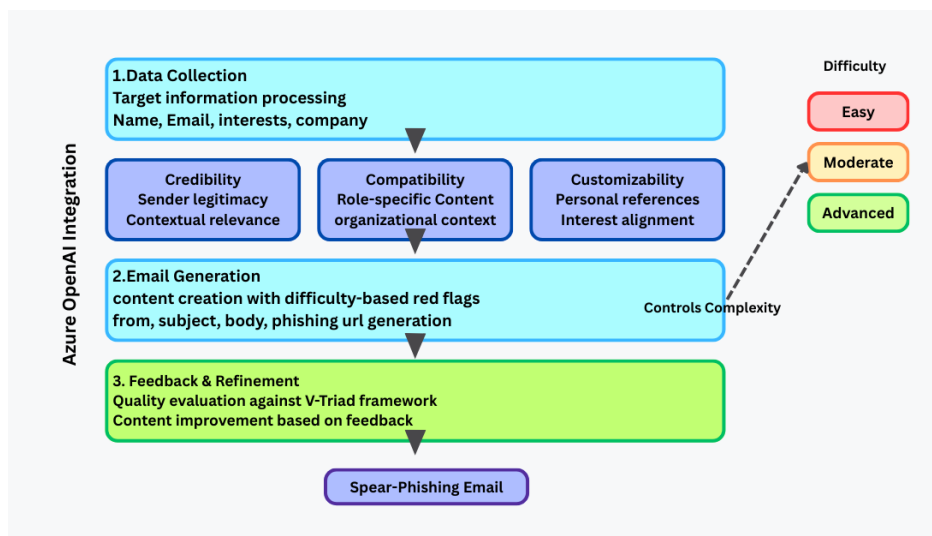 Azure OpenAI Integration
1.Data Collection
Target information processing
Name, Email, interests, company
Credibility
Sender legitimacy
Contextual relevance
Compatibility
Role-specific Content
organizational context
Customizability
Personal references
Interest alignment
2.Email Generation
content creation with difficulty-based red flags
from, subject, body, phishing url generation
Controls Complexity
3. Feedback & Refinement
Quality evaluation against V-Triad framework
Content improvement based on feedback
Spear-Phishing Email
Difficulty
Easy
Moderate
Advanced